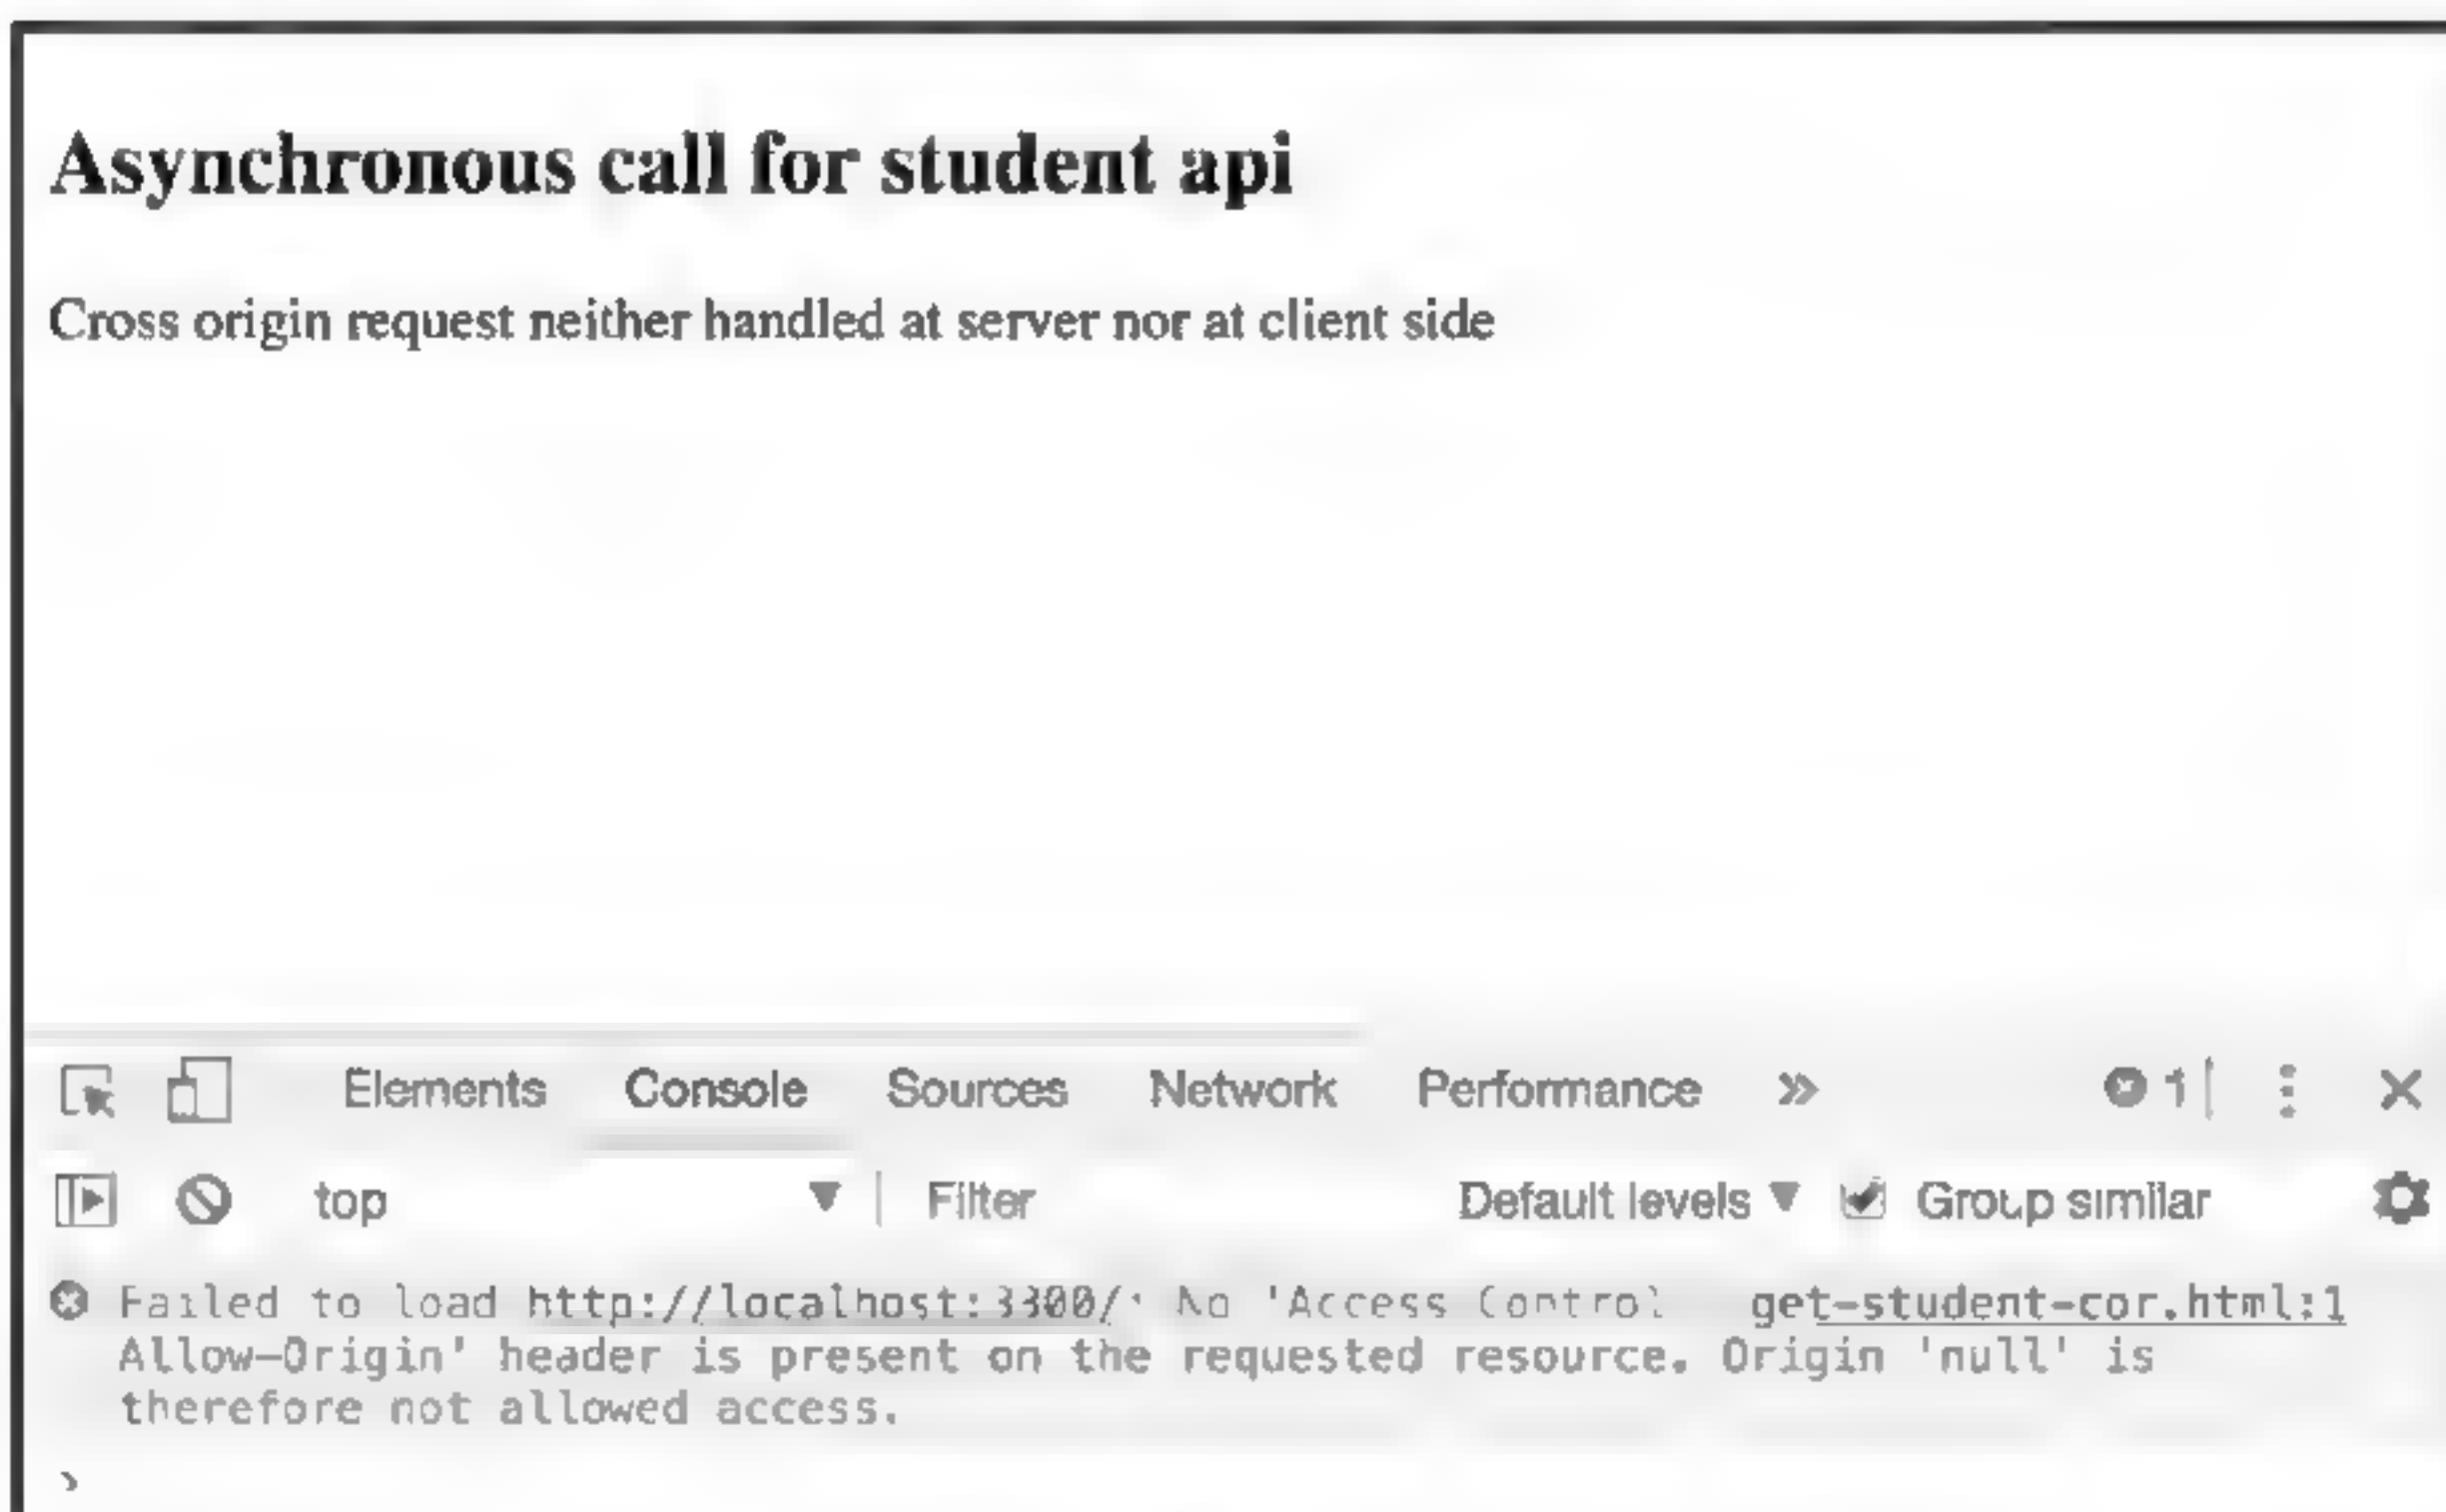 Asynchronous call for student api
Cross origin request neither handled at server nor at client side
Elements Console Sources Network Performance » 1
top Filter Default levels Group similar
Failed to load http://localhost:3300/: No 'Access Control get-student-cor.html:1
Allow-Origin' header is present on the requested resource. Origin 'null' is
therefore not allowed access.